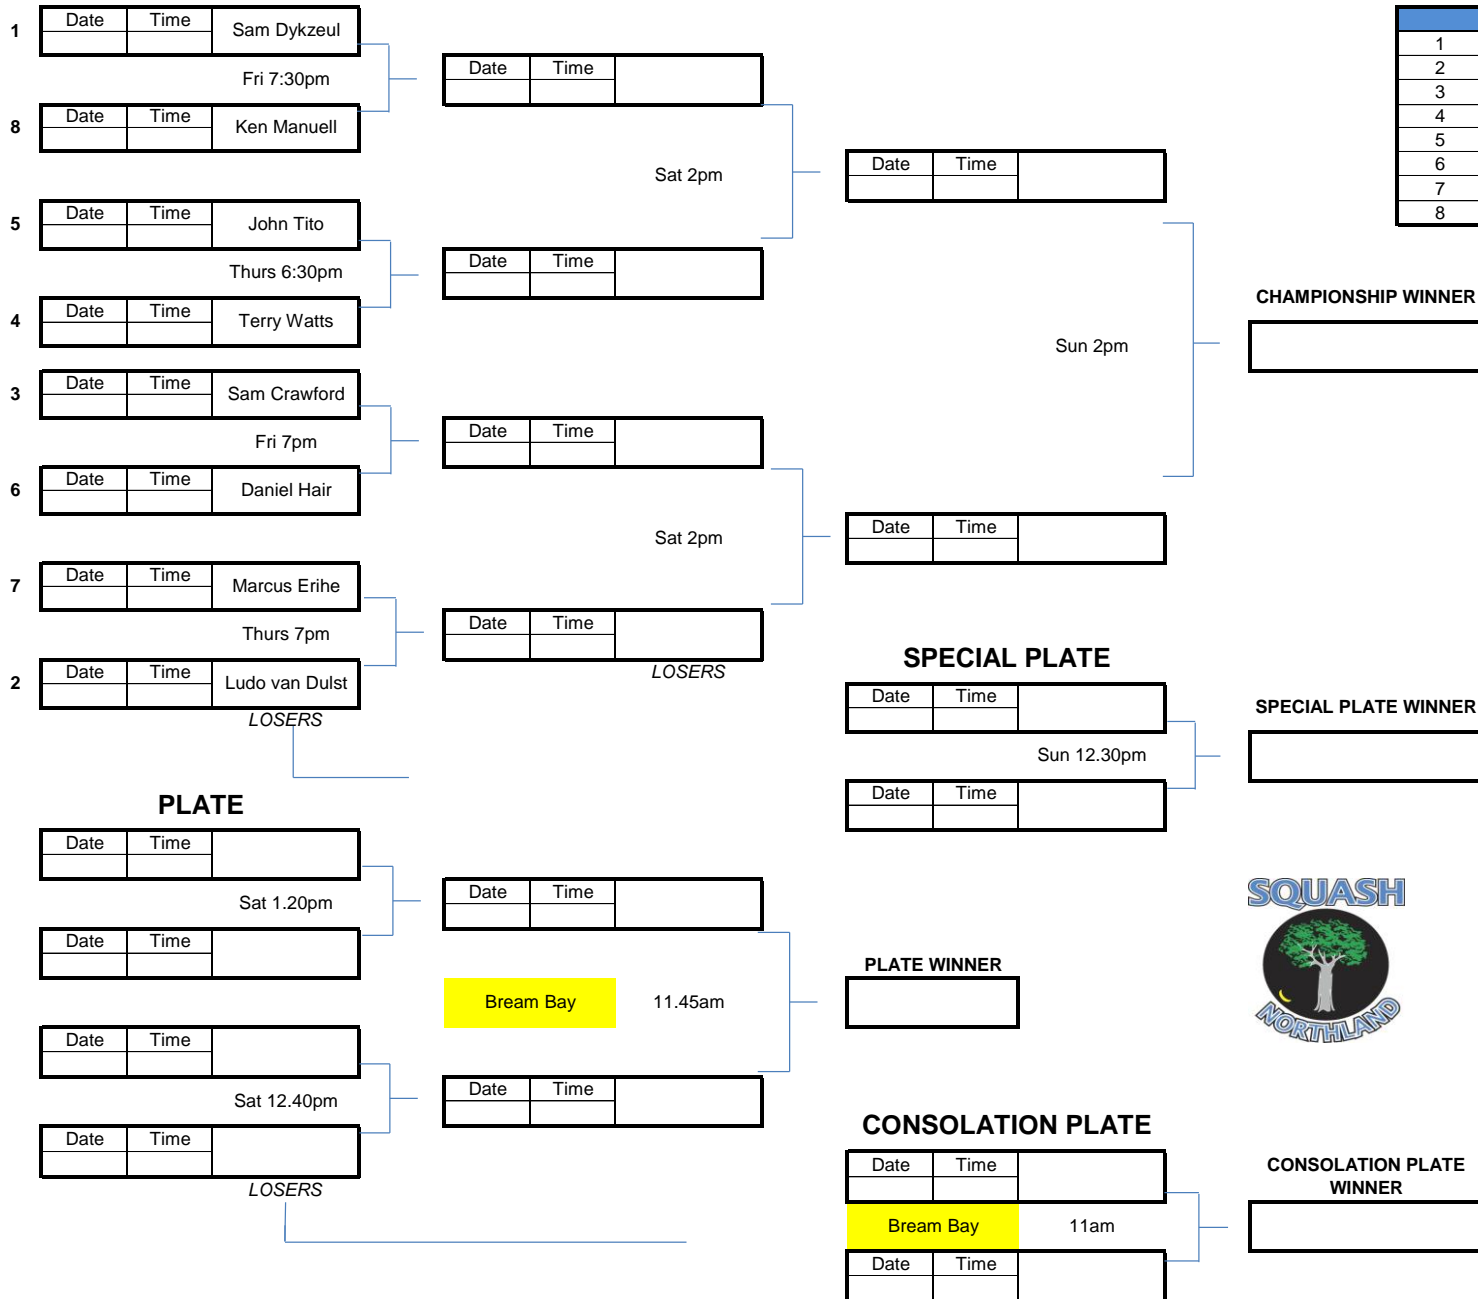 1 Date Time Sam Dykzeul
Fri 7:30pm
8 Date Time Ken Manuell
5 Date Time John Tito
Thurs 6:30pm
4 Date Time Terry Watts
3 Date Time Sam Crawford
Fri 7pm
6 Date Time Daniel Hair
7 Date Time Marcus Erihe
Thurs 7pm
2 Date Time Ludo van Dulst
LOSERS
Date Time
Sat 2pm
Date Time
Date Time
Sat 2pm
Date Time
LOSERS
Date Time
Sun 2pm
Date Time
1
2
3
4
5
6
7
8
CHAMPIONSHIP WINNER
SPECIAL PLATE
Date Time
Sun 12.30pm
Date Time
SPECIAL PLATE WINNER
PLATE
Date Time
Sat 1.20pm
Date Time
Date Time
Sat 12.40pm
Date Time
LOSERS
Date Time
Bream Bay 11.45am
Date Time
PLATE WINNER
SQUASH
NORTHLAND
CONSOLATION PLATE
Date Time
Bream Bay 11am
Date Time
CONSOLATION PLATE
WINNER